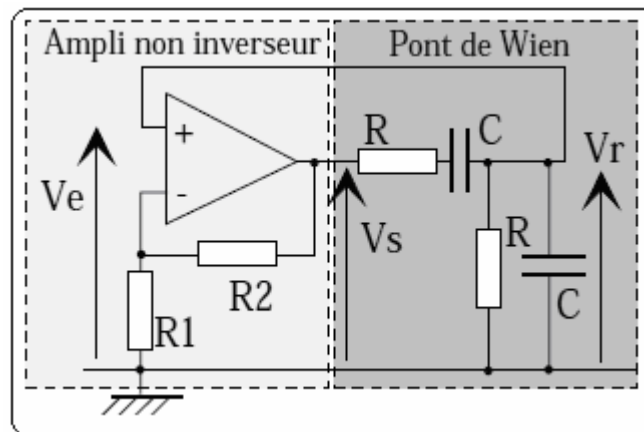 Ampli non inverseur
Pont de Wien
+
-
Ve
R
C
Vr
Vs
R
R2
C
R1